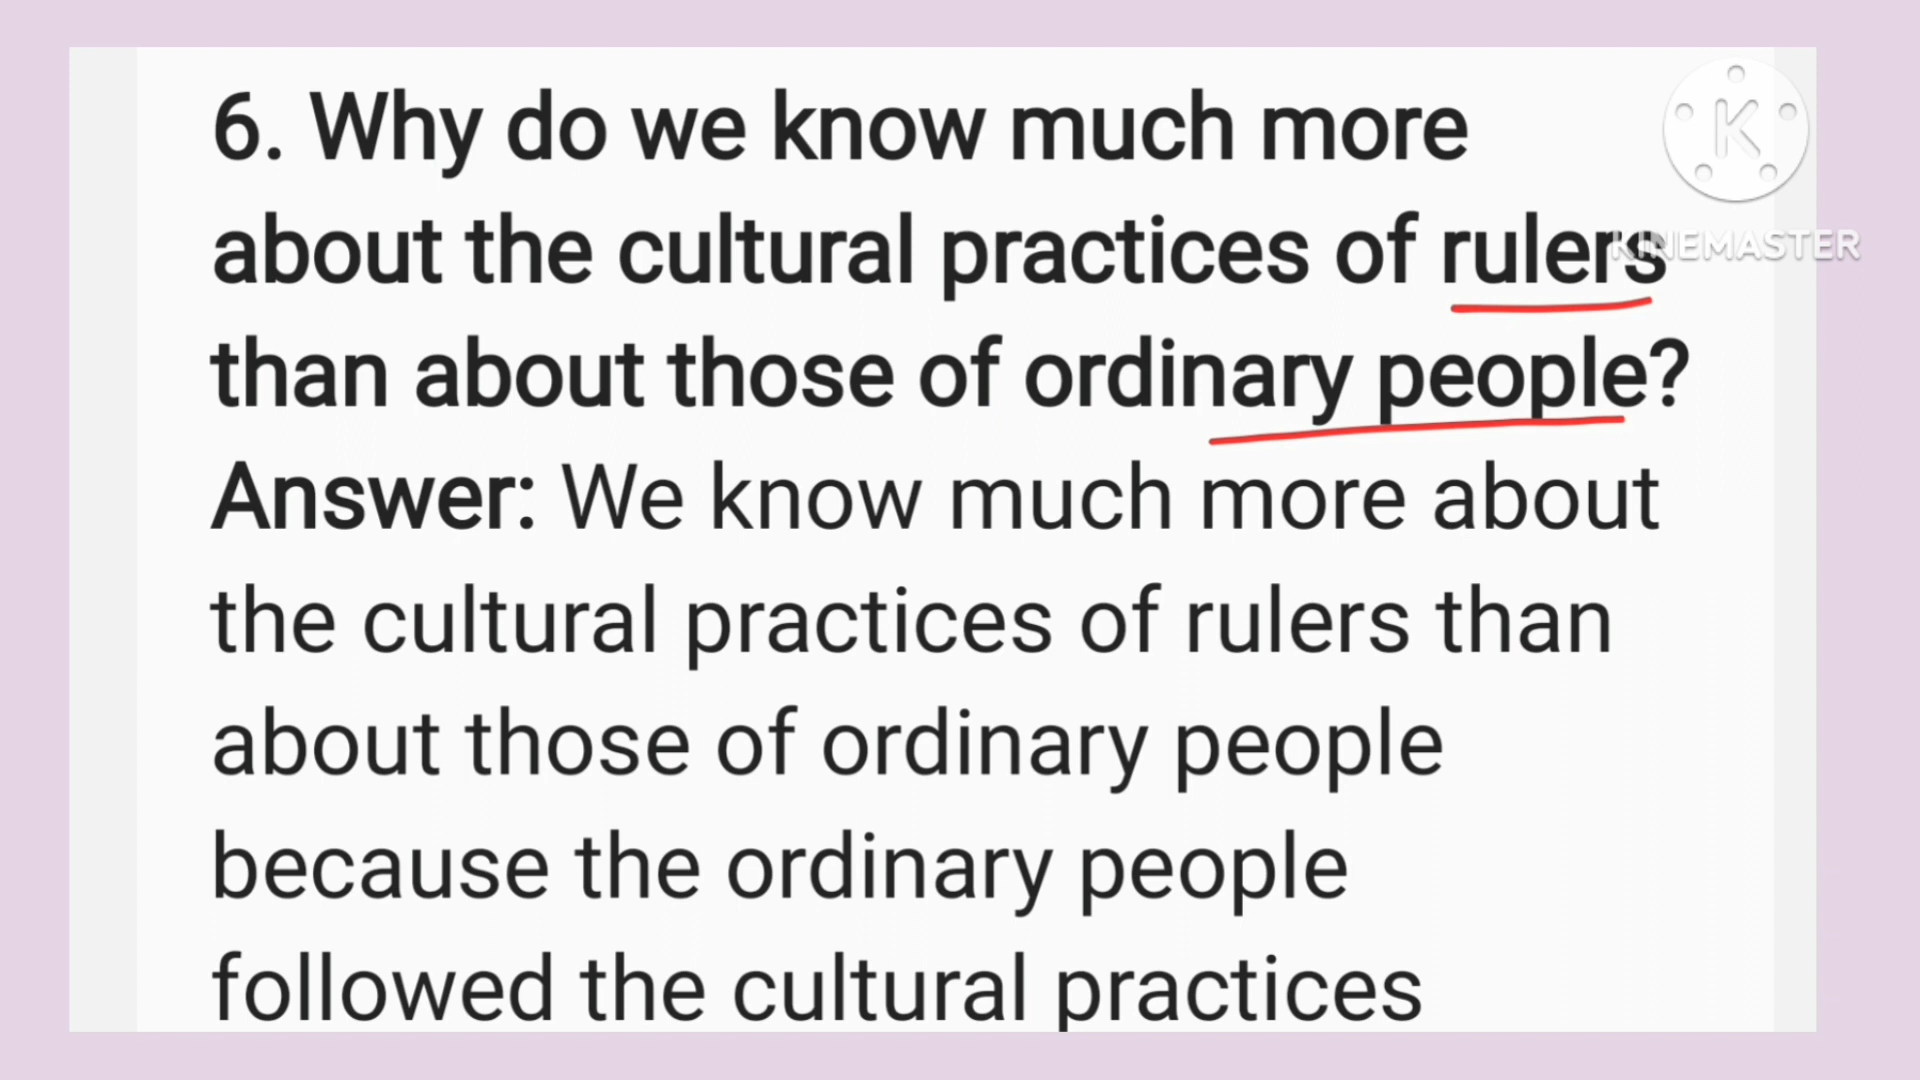 6. Why do we know much more
about the cultural practices of rulers
than about those of ordinary people?
Answer: We know much more about
the cultural practices of rulers than
about those of ordinary people
because the ordinary people
followed the cultural practices
K
KINEMASTER